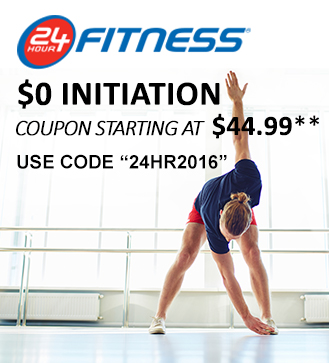 24 HOUR FITNESS®
$0 INITIATION
COUPON STARTING AT $44.99**
USE CODE “24HR2016”